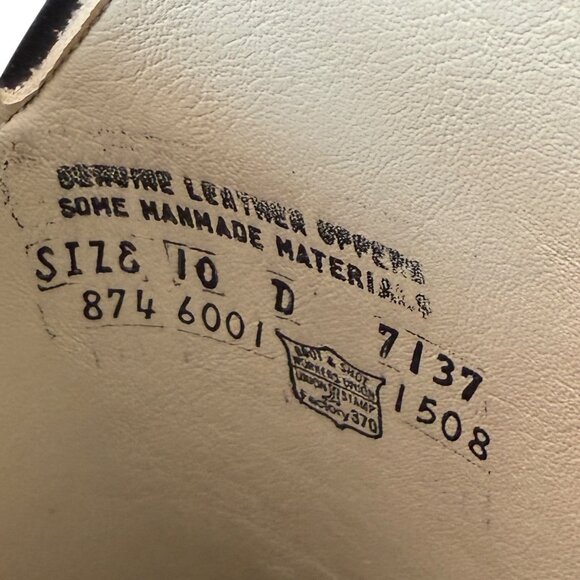 GENUINE LEATHER UPPERS
SOME MANMADE MATERIALS
SIZE 10 D 7137
874 6001 1508
BOOT & SHOE
WORKERS UNION
UNION STAMP
Factory 370